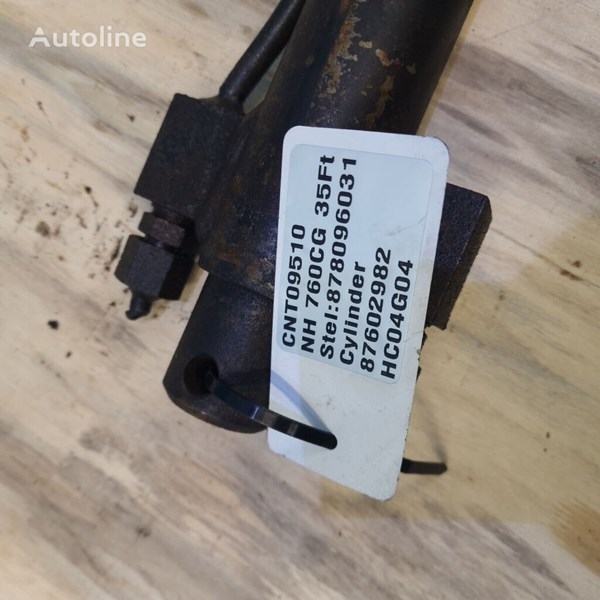 Autoline
CNT09510
NH 760CG 35Ft
Stel:878096031
Cylinder
87602982
HC04G04